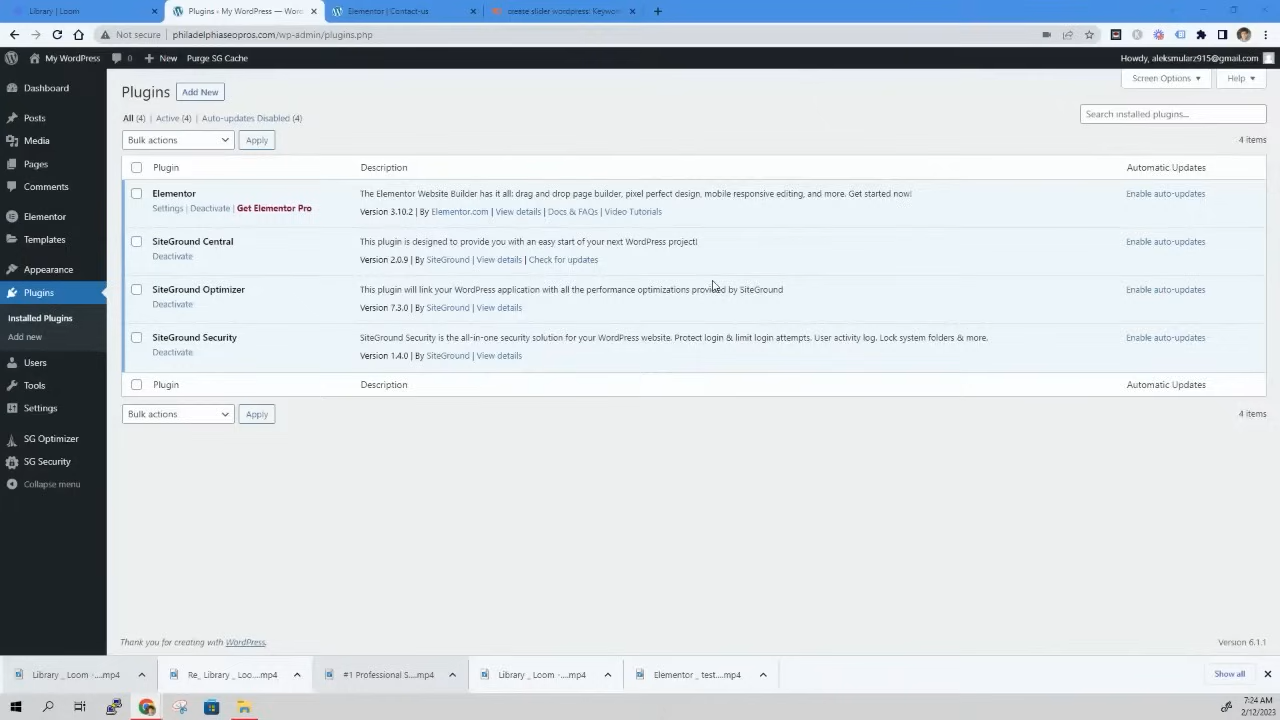 Library | Loom
Plugins ‹ My WordPress — Wor
Elementor | Contact-us
Not secure | philadelphiaseopros.com/wp-admin/plugins.php
My WordPress 0 New Purge SG Cache
Howdy, aleksmularz915@gmail.com
Dashboard
Posts
Media
Pages
Comments
Elementor
Templates
Appearance
Plugins
Installed Plugins
Add new
Users
Tools
Settings
SG Optimizer
SG Security
Collapse menu
Screen Options
Help
Plugins
Add New
All (4) | Active (4) | Auto-updates Disabled (4)
Search installed plugins...
Bulk actions
Apply
4 items
Plugin Description Automatic Updates
Elementor
Settings | Deactivate | Get Elementor Pro
The Elementor Website Builder has it all: drag and drop page builder, pixel perfect design, mobile responsive editing, and more. Get started now!
Version 3.10.2 | By Elementor.com | View details | Docs & FAQs | Video Tutorials
Enable auto-updates
SiteGround Central
Deactivate
This plugin is designed to provide you with an easy start of your next WordPress project!
Version 2.0.9 | By SiteGround | View details | Check for updates
Enable auto-updates
SiteGround Optimizer
Deactivate
This plugin will link your WordPress application with all the performance optimizations provided by SiteGround
Version 7.3.0 | By SiteGround | View details
Enable auto-updates
SiteGround Security
Deactivate
SiteGround Security is the all-in-one security solution for your WordPress website. Protect login & limit login attempts. User activity log. Lock system folders & more.
Version 1.4.0 | By SiteGround | View details
Enable auto-updates
Plugin Description Automatic Updates
Bulk actions
Apply
4 items
Thank you for creating with WordPress.
Version 6.1.1
Library _ Loom -....mp4
Re_ Library _ Loo....mp4
#1 Professional S....mp4
Library _ Loom -....mp4
Elementor _ test....mp4
Show all
7:24 AM
2/12/2023